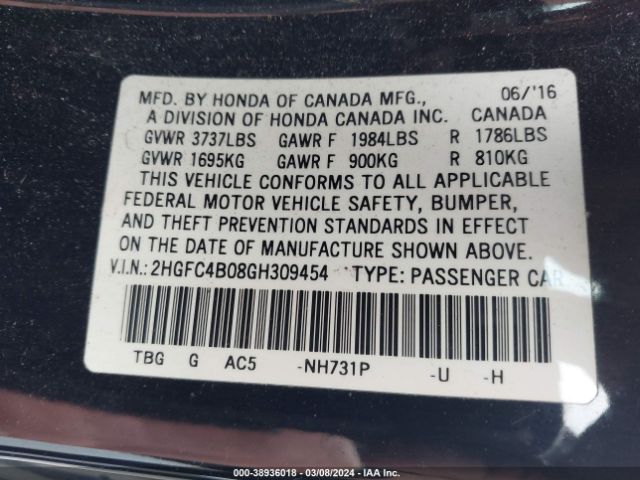 MFD. BY HONDA OF CANADA MFG., 06/'16
A DIVISION OF HONDA CANADA INC. CANADA
GVWR 3737LBS GAWR F 1984LBS R 1786LBS
GVWR 1695KG GAWR F 900KG R 810KG
THIS VEHICLE CONFORMS TO ALL APPLICABLE
FEDERAL MOTOR VEHICLE SAFETY, BUMPER,
AND THEFT PREVENTION STANDARDS IN EFFECT
ON THE DATE OF MANUFACTURE SHOWN ABOVE.
V.I.N.: 2HGFC4B08GH309454 TYPE: PASSENGER CAR
TBG G AC5 -NH731P -U -H
000-38936018 — 03/08/2024 — IAA Inc.